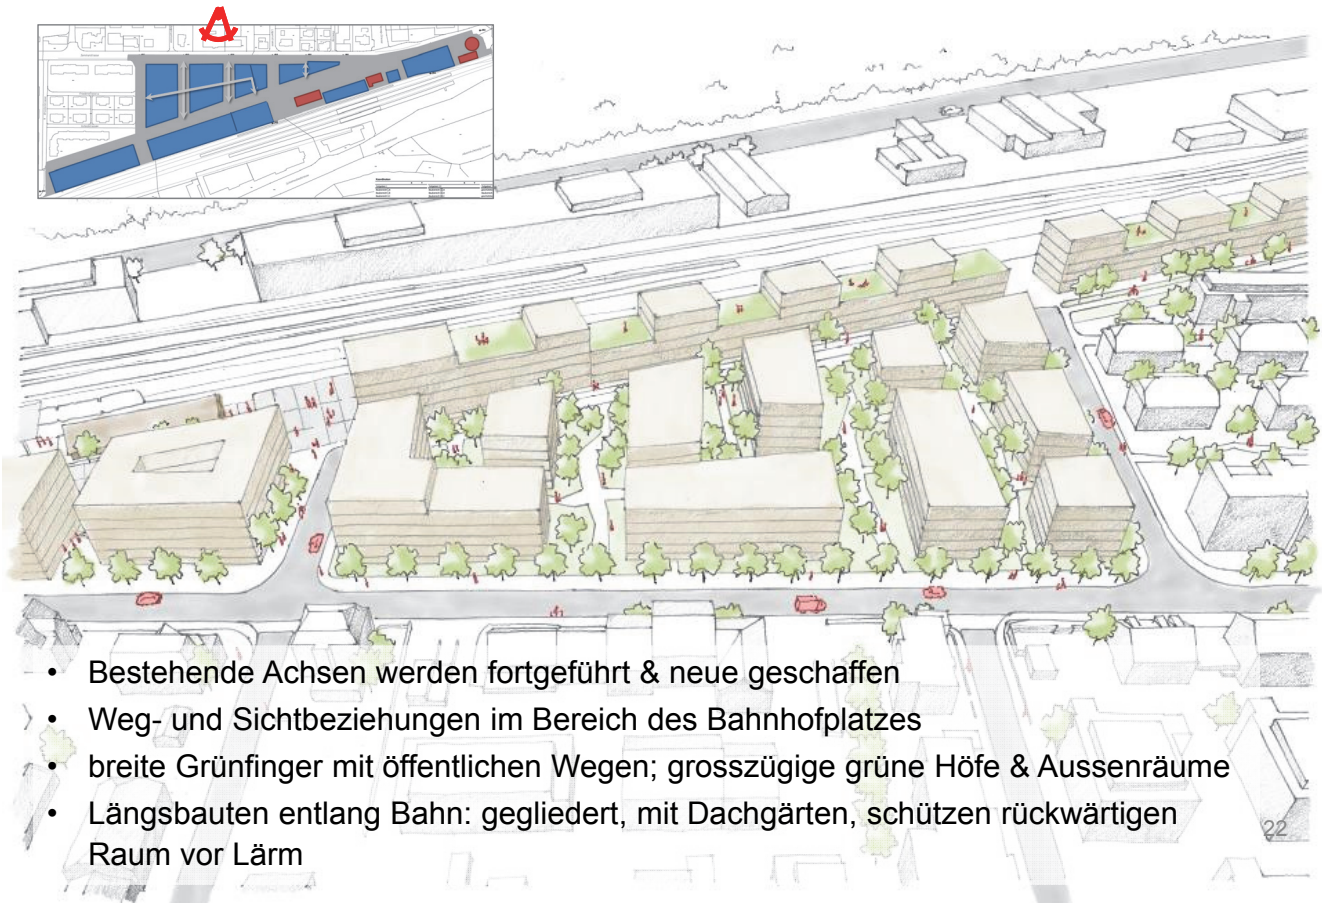 • Bestehende Achsen werden fortgeführt & neue geschaffen
• Weg- und Sichtbeziehungen im Bereich des Bahnhofplatzes
• breite Grünfinger mit öffentlichen Wegen; grosszügige grüne Höfe & Aussenräume
• Längsbauten entlang Bahn: gegliedert, mit Dachgärten, schützen rückwärtigen
Raum vor Lärm
22